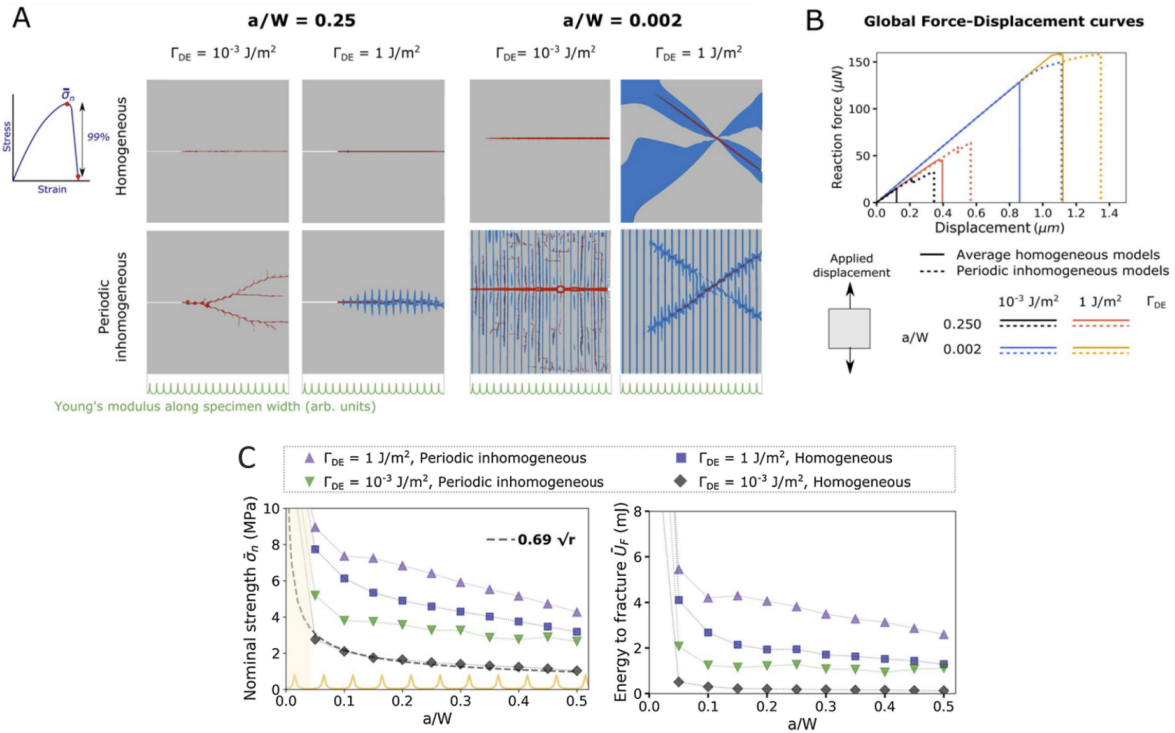 A
a/W = 0.25
a/W = 0.002
Γ_DE = 10⁻³ J/m²
Γ_DE = 1 J/m²
Γ_DE= 10⁻³ J/m²
Γ_DE = 1 J/m²
σ̄ₙ
99%
Stress
Strain
Homogeneous
Periodic
inhomogeneous
Young's modulus along specimen width (arb. units)
B
Global Force-Displacement curves
Reaction force (μN)
150
100
50
0
0.0 0.2 0.4 0.6 0.8 1.0 1.2 1.4
Displacement (μm)
Applied
displacement
Average homogeneous models
Periodic inhomogeneous models
10⁻³ J/m²
1 J/m²
Γ_DE
a/W
0.250
0.002
C
Γ_DE = 1 J/m², Periodic inhomogeneous
Γ_DE = 1 J/m², Homogeneous
Γ_DE = 10⁻³ J/m², Periodic inhomogeneous
Γ_DE = 10⁻³ J/m², Homogeneous
Nominal strength σ̄ₙ (MPa)
10
8
6
4
2
0
0.69 √r
0.0 0.1 0.2 0.3 0.4 0.5
a/W
Energy to fracture Ū_F (mJ)
8
6
4
2
0
0.0 0.1 0.2 0.3 0.4 0.5
a/W